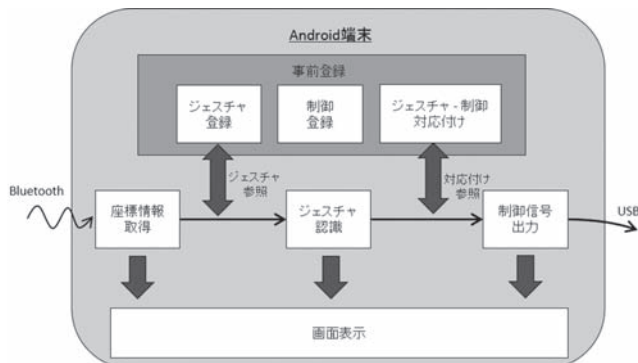 Android端末
事前登録
ジェスチャ
登録
制御
登録
ジェスチャ - 制御
対応付け
ジェスチャ
参照
対応付け
参照
Bluetooth
座標情報
取得
ジェスチャ
認識
制御信号
出力
USB
画面表示